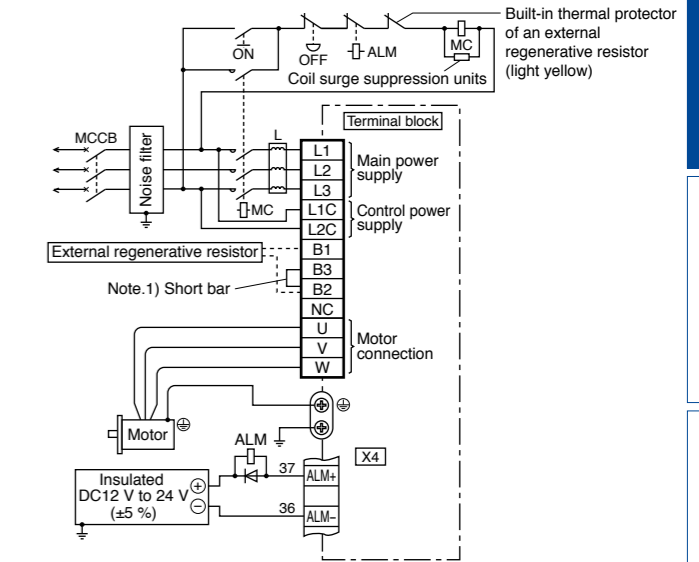 Built-in thermal protector
of an external
regenerative resistor
(light yellow)
ON
OFF
ALM
MC
Coil surge suppression units
Terminal block
MCCB
Noise filter
L
MC
L1
L2
L3
Main power
supply
L1C
L2C
Control power
supply
External regenerative resistor
B1
B3
B2
Note.1) Short bar
NC
U
V
W
Motor
connection
Motor
ALM
X4
Insulated
DC12 V to 24 V
(±5 %)
+
−
37
ALM+
36
ALM−